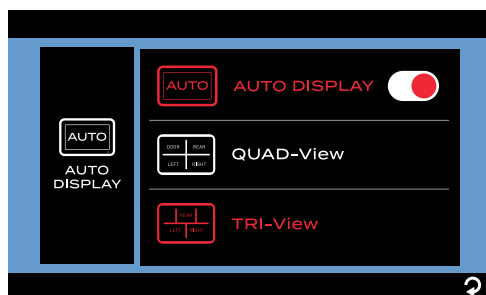 AUTO
AUTO
DISPLAY
AUTO
AUTO DISPLAY
DOOR REAR
LEFT RIGHT
QUAD-View
REAR
LEFT RIGHT
TRI-View